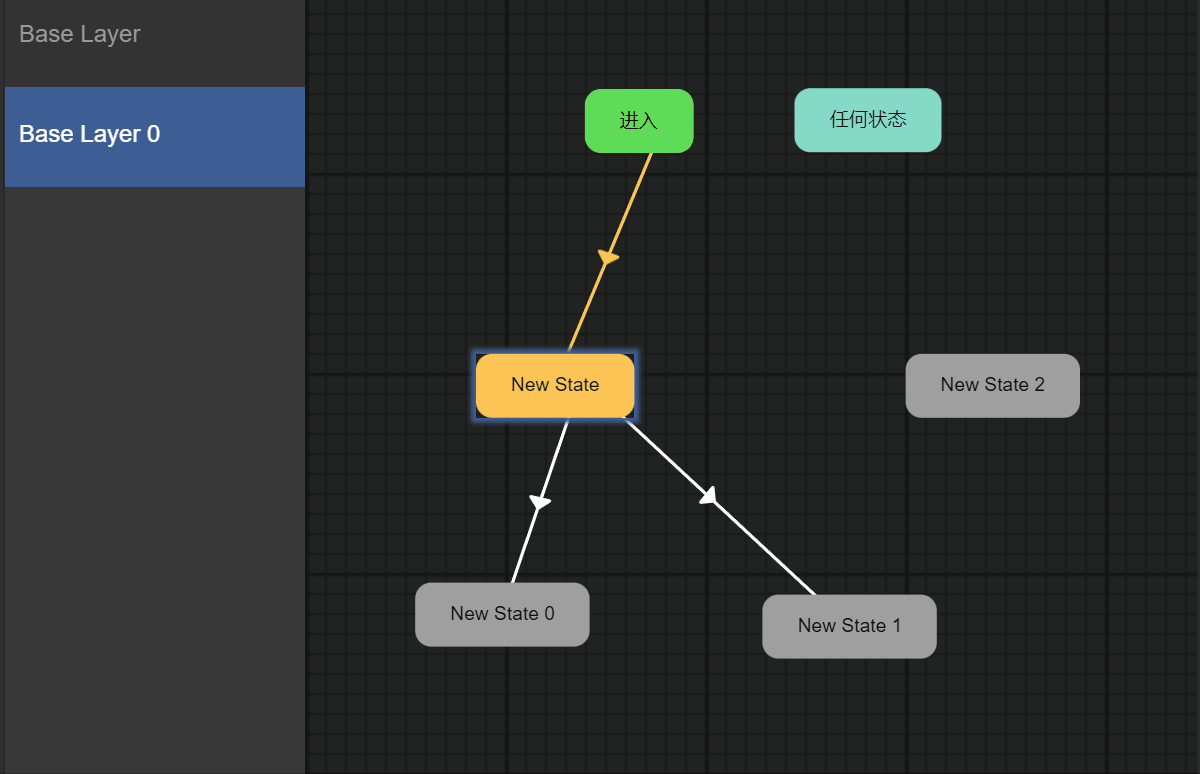 Base Layer
Base Layer 0
进入
任何状态
New State
New State 2
New State 0
New State 1